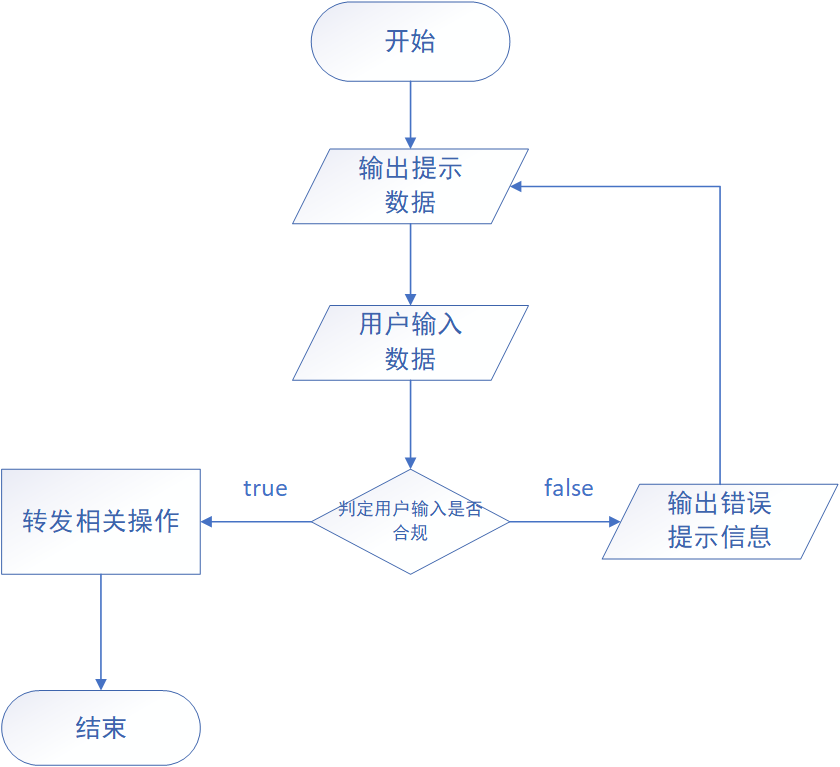 开始
输出提示
数据
用户输入
数据
true
false
判定用户输入是否
合规
转发相关操作
输出错误
提示信息
结束